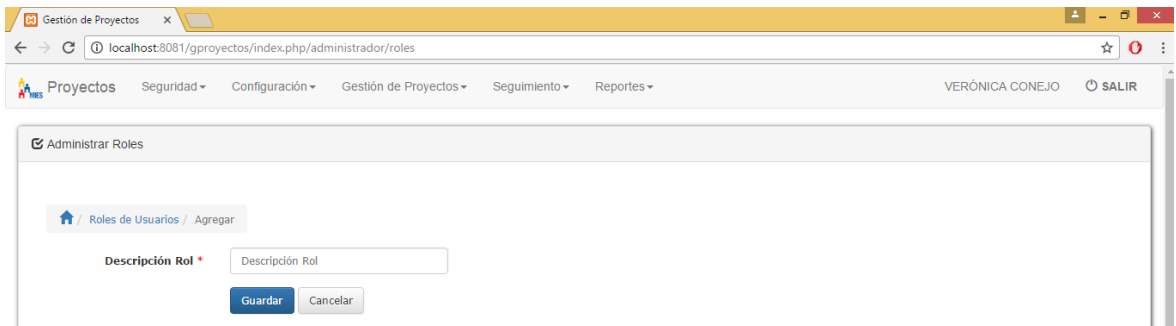 Gestión de Proyectos
localhost:8081/gproyectos/index.php/administrador/roles
MIES Proyectos Seguridad Configuración Gestión de Proyectos Seguimiento Reportes VERÓNICA CONEJO SALIR
Administrar Roles
/ Roles de Usuarios / Agregar
Descripción Rol * Descripción Rol
Guardar Cancelar